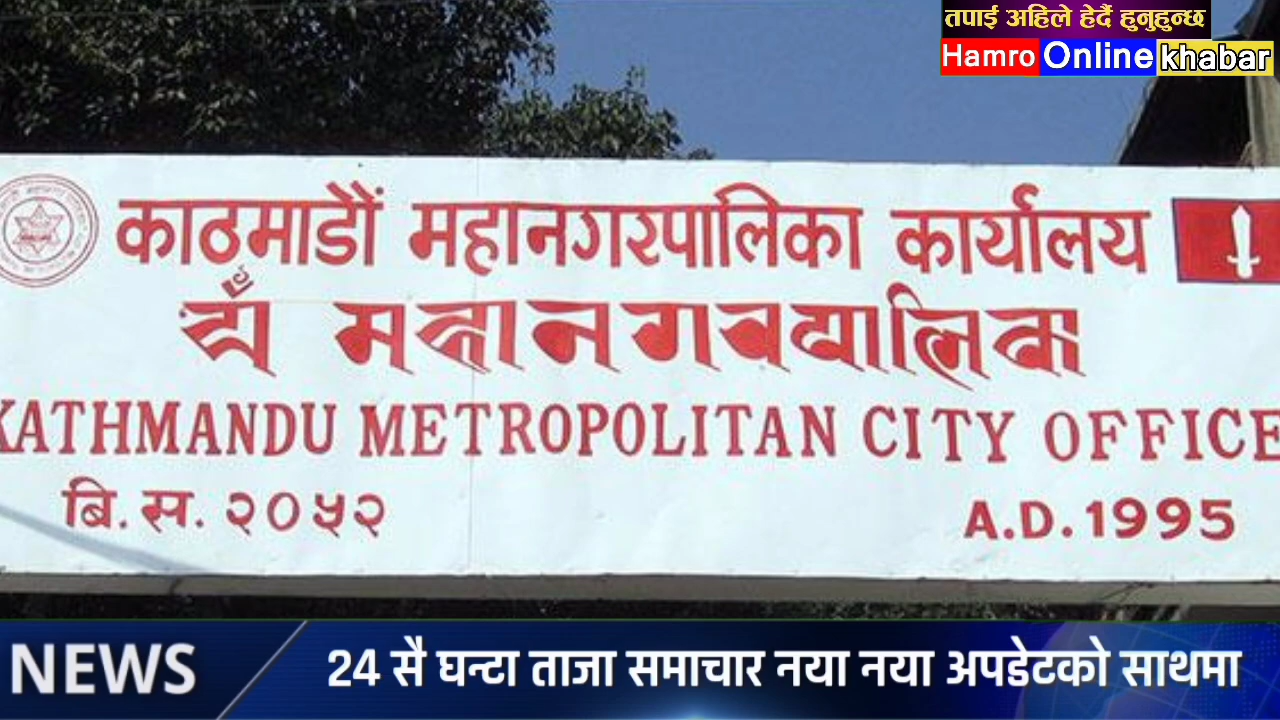 तपाई अहिले हेर्दै हुनुहुन्छ
Hamro Online khabar
काठमाडौं महानगरपालिका कार्यालय
KATHMANDU METROPOLITAN CITY OFFICE
बि.स. २०५२
A.D.1995
NEWS
24 सै घन्टा ताजा समाचार नया नया अपडेटको साथमा